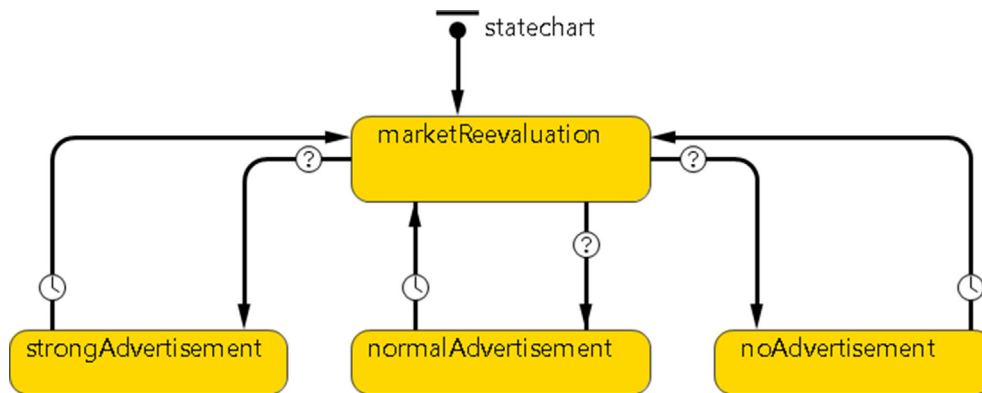 statechart
marketReevaluation
?
?
?
strongAdvertisement
normalAdvertisement
noAdvertisement